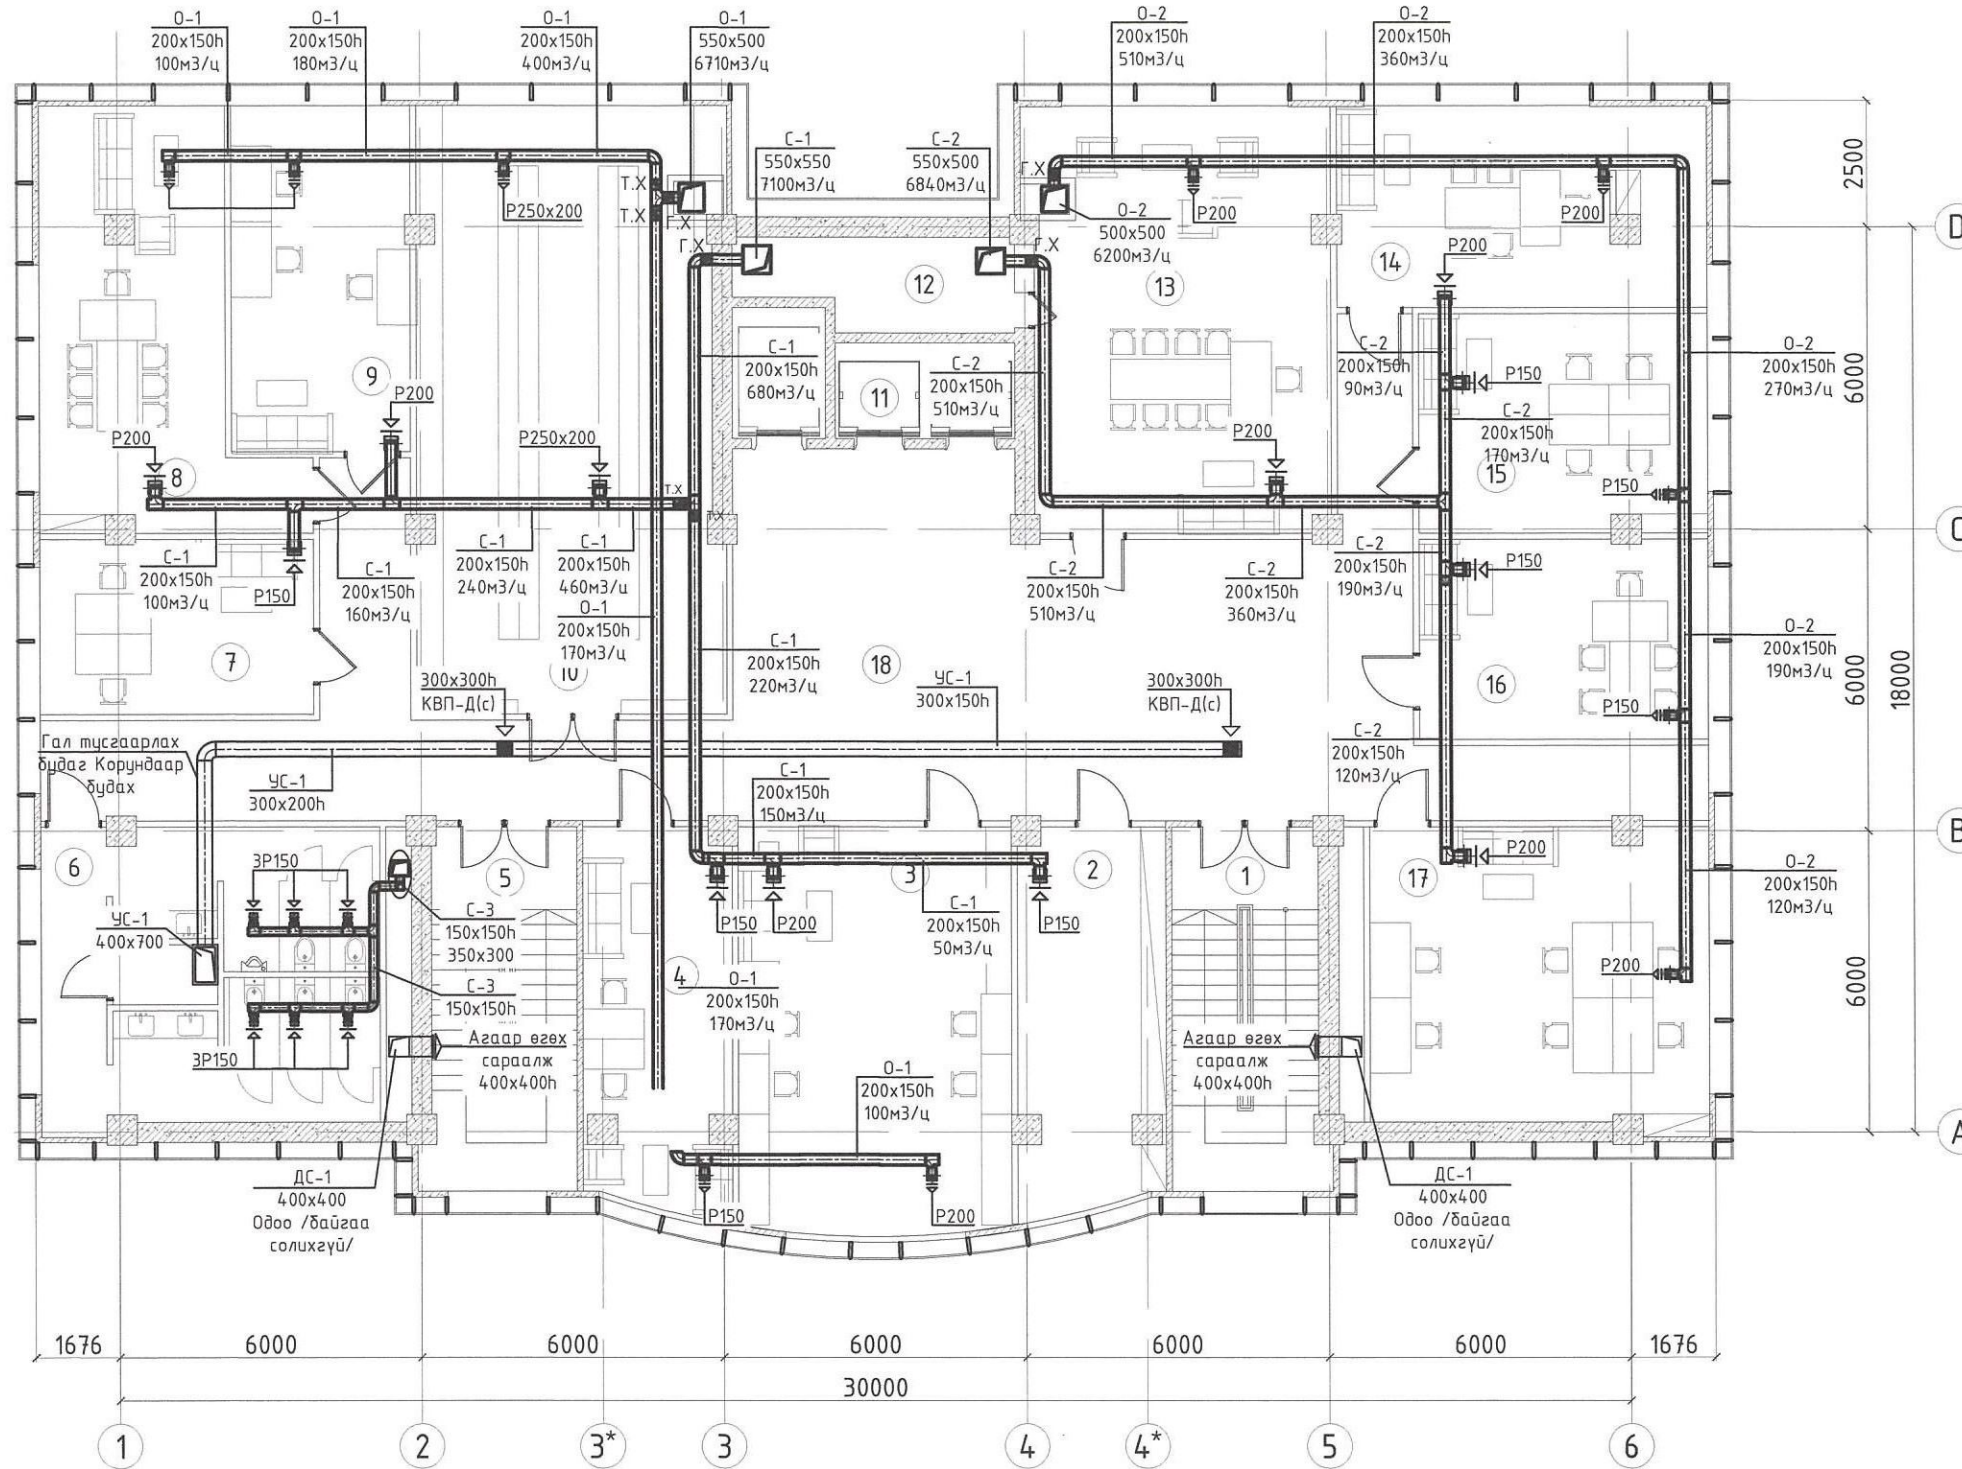 О-1
200x150h
100м3/ц
О-1
200x150h
180м3/ц
О-1
200x150h
400м3/ц
О-1
550x500
6710м3/ц
О-2
200x150h
510м3/ц
О-2
200x150h
360м3/ц
С-1
550x550
7100м3/ц
С-2
550x500
6840м3/ц
Г.Х
Т.Х
Т.Х
Г.Х
Г.Х
Г.Х
P250x200
О-2
500x500
6200м3/ц
P200
P200
P200
2500
D
12
13
14
9
P200
С-1
200x150h
680м3/ц
С-2
200x150h
510м3/ц
11
С-2
200x150h
90м3/ц
P150
О-2
200x150h
270м3/ц
6000
С-2
200x150h
170м3/ц
P200
8
P250x200
P200
15
P150
Т.Х
Т.Х
C
С-1
200x150h
100м3/ц
P150
С-1
200x150h
160м3/ц
С-1
200x150h
240м3/ц
С-1
200x150h
460м3/ц
О-1
200x150h
170м3/ц
С-2
200x150h
510м3/ц
С-2
200x150h
360м3/ц
С-2
200x150h
190м3/ц
P150
7
10
С-1
200x150h
220м3/ц
18
16
О-2
200x150h
190м3/ц
6000
18000
300x300h
КВП-Д(с)
УС-1
300x150h
300x300h
КВП-Д(с)
P150
Гал тусгаарлах
будаг Корундаар
будах
УС-1
300x200h
С-2
200x150h
120м3/ц
С-1
200x150h
150м3/ц
B
6
ЗР150
5
3
2
1
P200
17
О-2
200x150h
120м3/ц
УС-1
400x700
С-3
150x150h
350x300
P150
P200
С-1
200x150h
50м3/ц
P150
P200
4
С-3
150x150h
О-1
200x150h
170м3/ц
6000
ЗР150
Агаар өгөх
сараалж
400x400h
Агаар өгөх
сараалж
400x400h
О-1
200x150h
100м3/ц
A
ДС-1
400x400
Одоо /байгаа
солихгүй/
P150
P200
ДС-1
400x400
Одоо /байгаа
солихгүй/
1676
6000
6000
6000
6000
6000
1676
30000
1
2
3*
3
4
4*
5
6